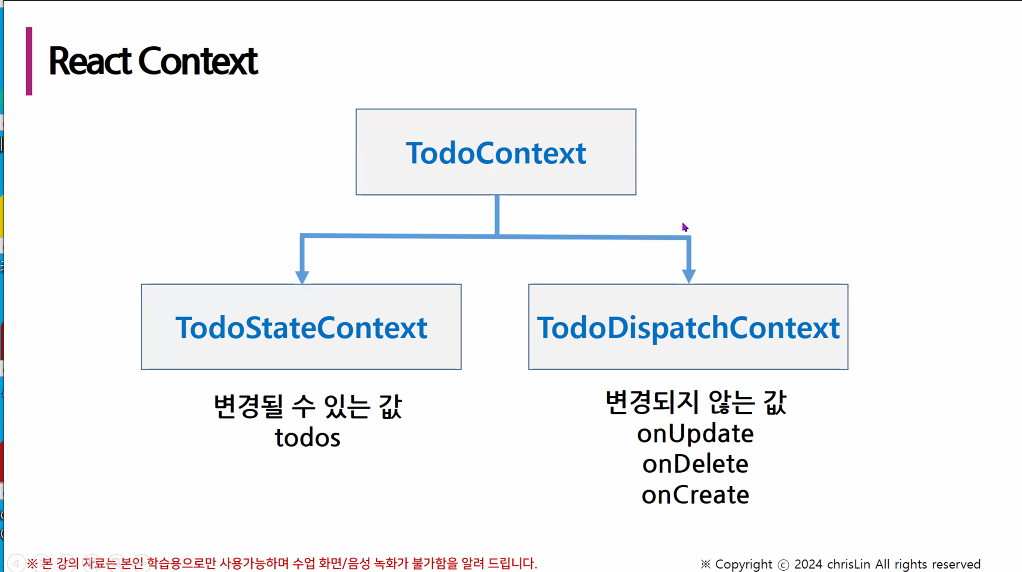 React Context
TodoContext
TodoStateContext
TodoDispatchContext
변경될 수 있는 값
todos
변경되지 않는 값
onUpdate
onDelete
onCreate
※ 본 강의 자료는 본인 학습용으로만 사용가능하며 수업 화면/음성 녹화가 불가함을 알려 드립니다.
※ Copyright ⓒ 2024 chrisLin All rights reserved